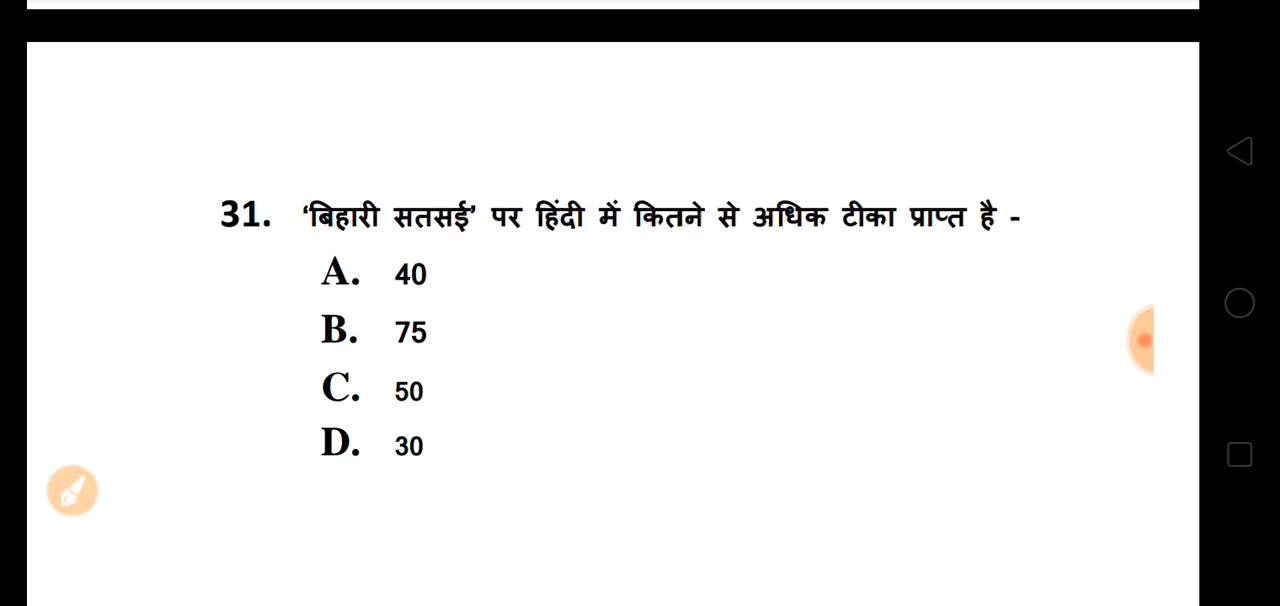 31. ‘बिहारी सतसई’ पर हिंदी में कितने से अधिक टीका प्राप्त है -
A. 40
B. 75
C. 50
D. 30